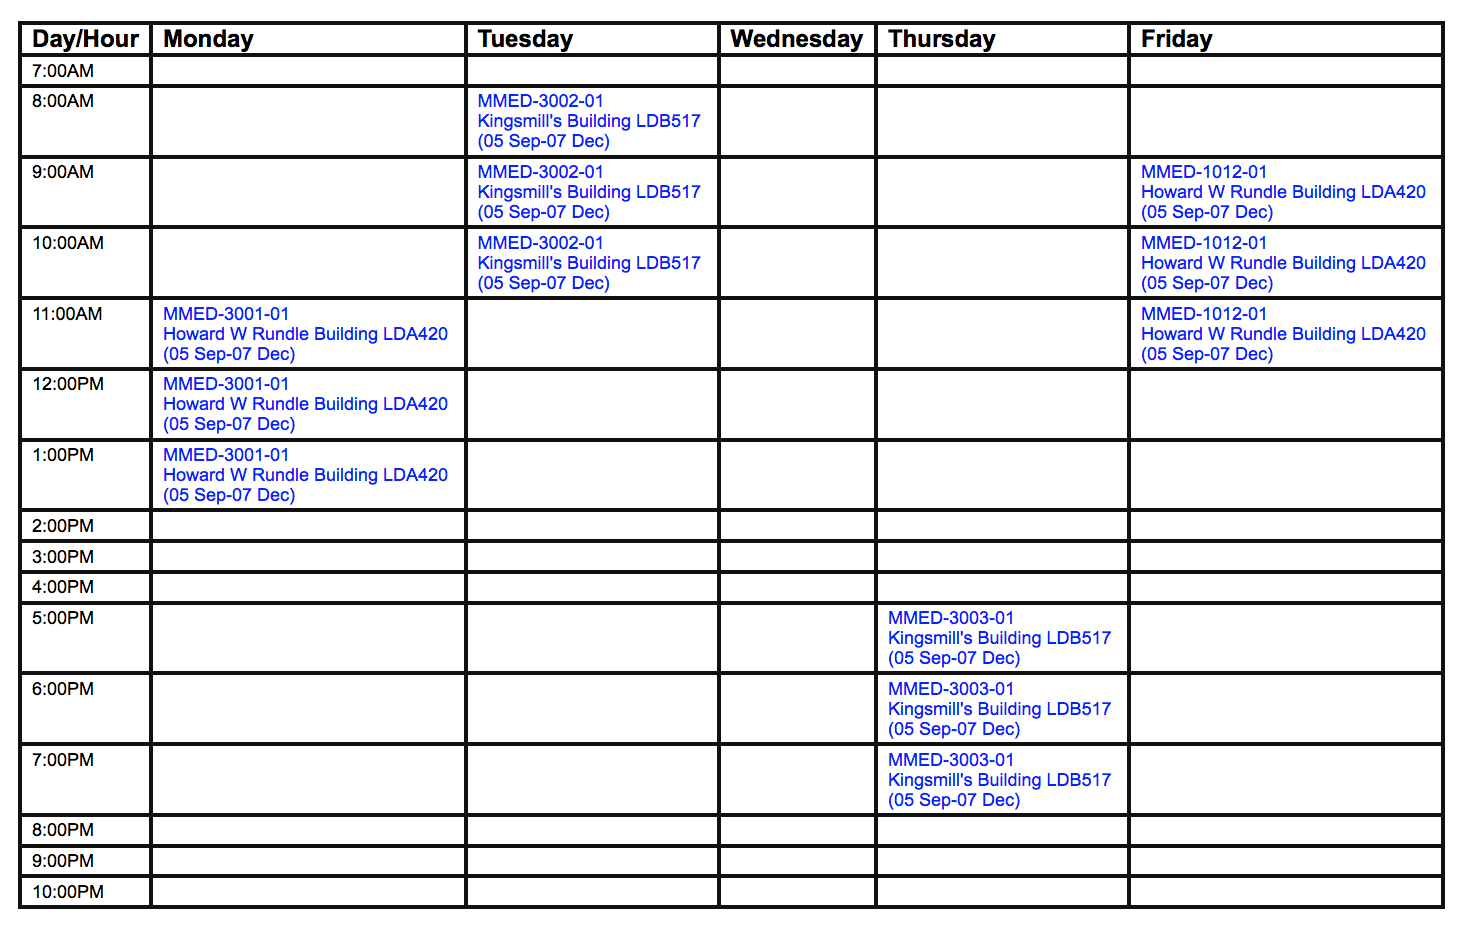 Day/Hour Monday Tuesday Wednesday Thursday Friday
7:00AM
8:00AM
MMED-3002-01
Kingsmill's Building LDB517
(05 Sep-07 Dec)
9:00AM
MMED-3002-01
Kingsmill's Building LDB517
(05 Sep-07 Dec)
MMED-1012-01
Howard W Rundle Building LDA420
(05 Sep-07 Dec)
10:00AM
MMED-3002-01
Kingsmill's Building LDB517
(05 Sep-07 Dec)
MMED-1012-01
Howard W Rundle Building LDA420
(05 Sep-07 Dec)
11:00AM
MMED-3001-01
Howard W Rundle Building LDA420
(05 Sep-07 Dec)
MMED-1012-01
Howard W Rundle Building LDA420
(05 Sep-07 Dec)
12:00PM
MMED-3001-01
Howard W Rundle Building LDA420
(05 Sep-07 Dec)
1:00PM
MMED-3001-01
Howard W Rundle Building LDA420
(05 Sep-07 Dec)
2:00PM
3:00PM
4:00PM
5:00PM
MMED-3003-01
Kingsmill's Building LDB517
(05 Sep-07 Dec)
6:00PM
MMED-3003-01
Kingsmill's Building LDB517
(05 Sep-07 Dec)
7:00PM
MMED-3003-01
Kingsmill's Building LDB517
(05 Sep-07 Dec)
8:00PM
9:00PM
10:00PM